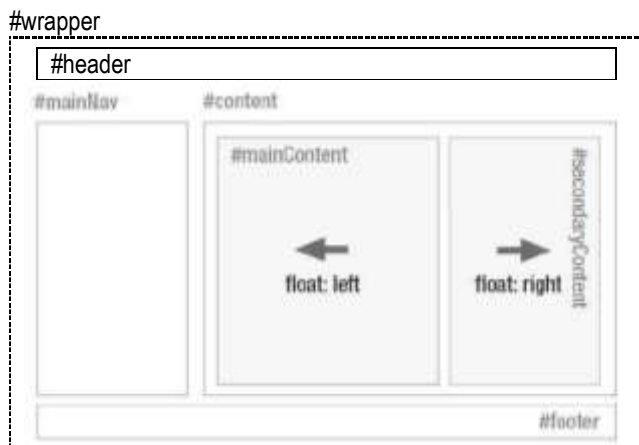 #wrapper
#header
#mainNav
#content
#mainContent
#secondaryContent
float: left
float: right
#footer